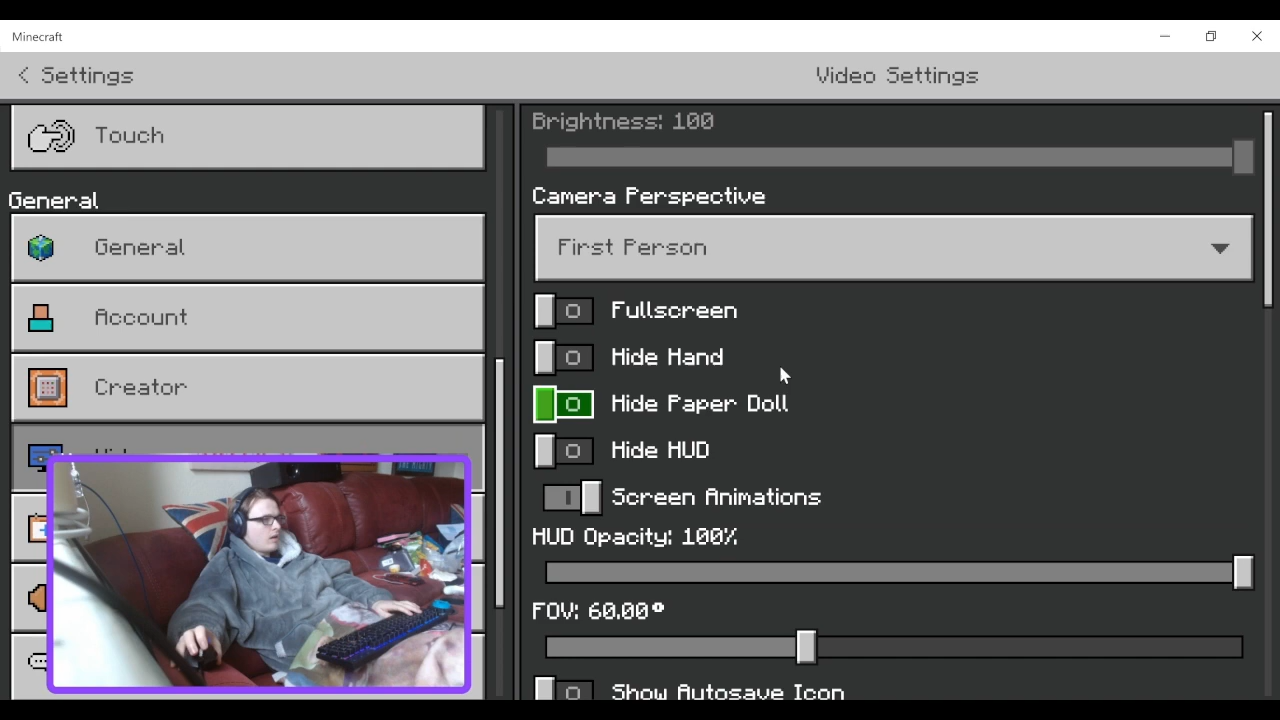 Minecraft
Settings
Video Settings
Touch
General
General
Account
Creator
Brightness: 100
Camera Perspective
First Person
Fullscreen
Hide Hand
Hide Paper Doll
Hide HUD
Screen Animations
HUD Opacity: 100%
FOV: 60.00°
Show Autosave Icon